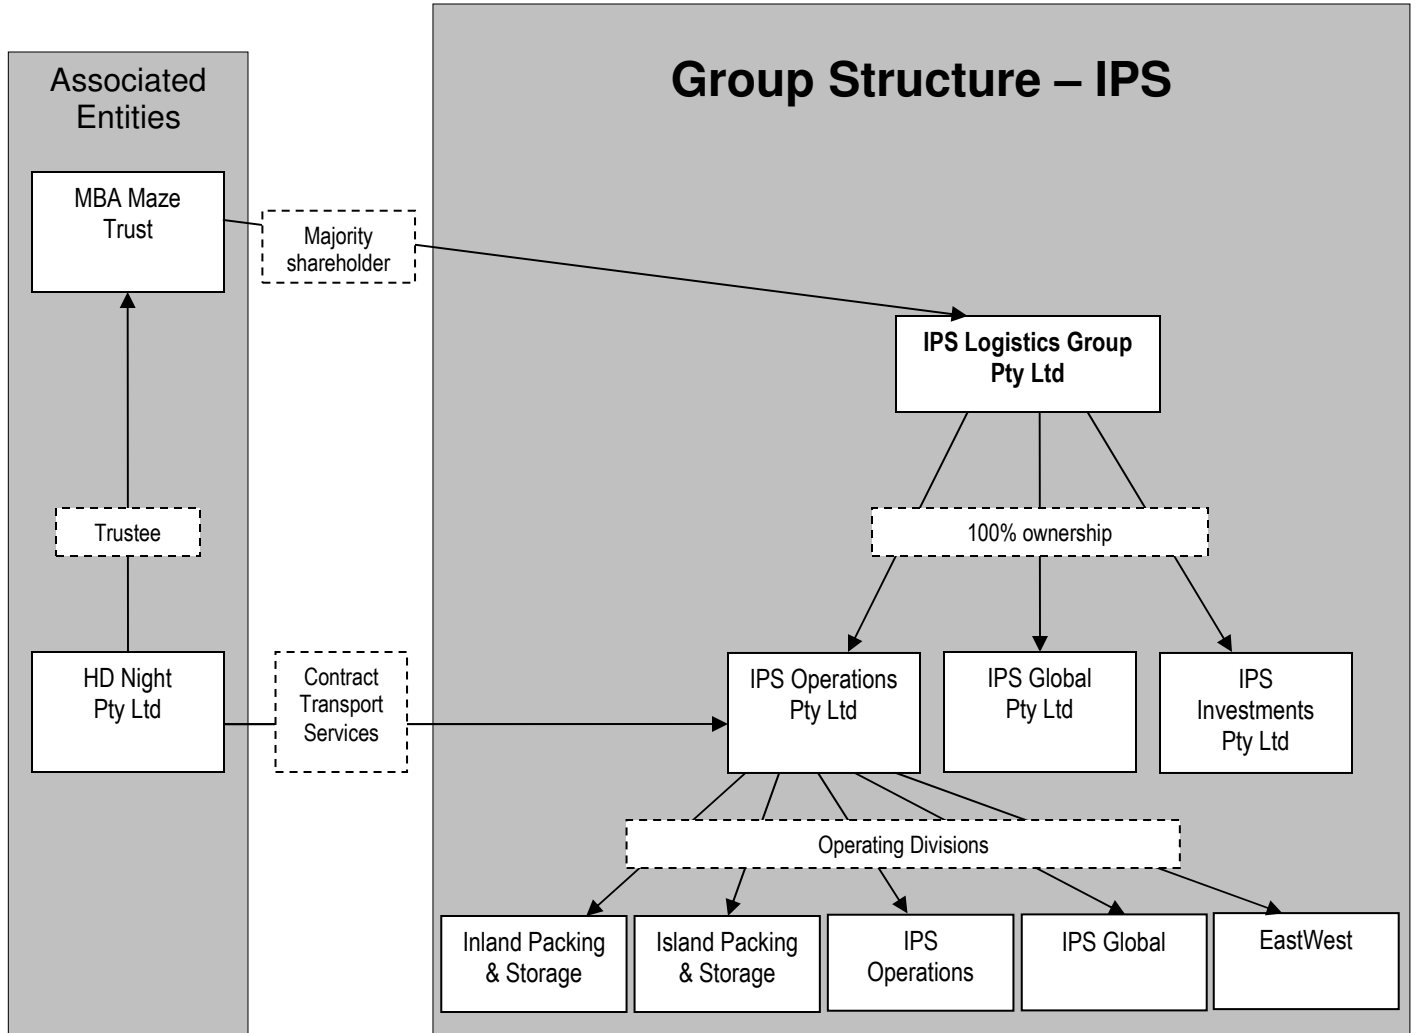 Associated
Entities
Group Structure – IPS
MBA Maze
Trust
Majority
shareholder
IPS Logistics Group
Pty Ltd
Trustee
100% ownership
HD Night
Pty Ltd
Contract
Transport
Services
IPS Operations
Pty Ltd
IPS Global
Pty Ltd
IPS
Investments
Pty Ltd
Operating Divisions
Inland Packing
& Storage
Island Packing
& Storage
IPS
Operations
IPS Global
EastWest